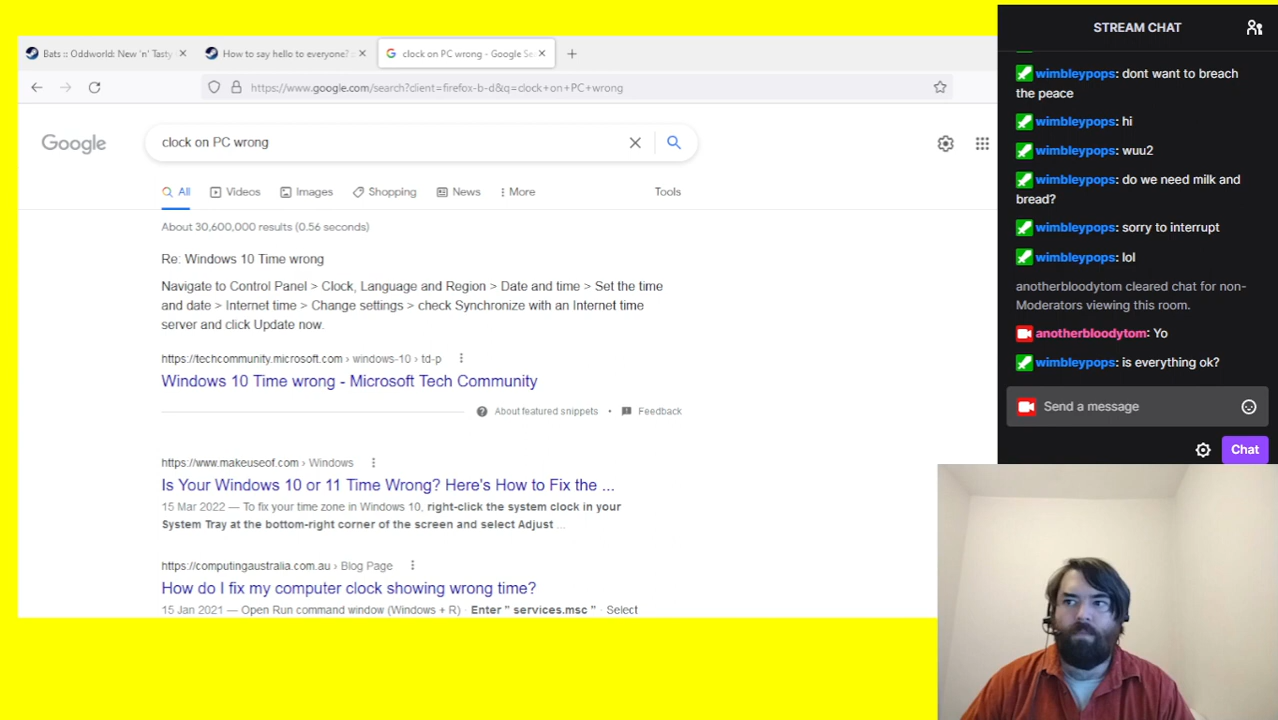 Bats :: Oddworld: New 'n' Tasty
How to say hello to everyone? :
clock on PC wrong - Google Se
https://www.google.com/search?client=firefox-b-d&q=clock+on+PC+wrong
Google
clock on PC wrong
All
Videos
Images
Shopping
News
More
Tools
About 30,600,000 results (0.56 seconds)
Re: Windows 10 Time wrong
Navigate to Control Panel > Clock, Language and Region > Date and time > Set the time
and date > Internet time > Change settings > check Synchronize with an Internet time
server and click Update now.
https://techcommunity.microsoft.com › windows-10 › td-p
Windows 10 Time wrong - Microsoft Tech Community
About featured snippets • Feedback
https://www.makeuseof.com › Windows
Is Your Windows 10 or 11 Time Wrong? Here's How to Fix the ...
15 Mar 2022 — To fix your time zone in Windows 10, right-click the system clock in your
System Tray at the bottom-right corner of the screen and select Adjust ...
https://computingaustralia.com.au › Blog Page
How do I fix my computer clock showing wrong time?
15 Jan 2021 — Open Run command window (Windows + R) · Enter " services.msc " · Select
STREAM CHAT
wimbleypops: dont want to breach
the peace
wimbleypops: hi
wimbleypops: wuu2
wimbleypops: do we need milk and
bread?
wimbleypops: sorry to interrupt
wimbleypops: lol
anotherbloodytom cleared chat for non-
Moderators viewing this room.
anotherbloodytom: Yo
wimbleypops: is everything ok?
Send a message
Chat